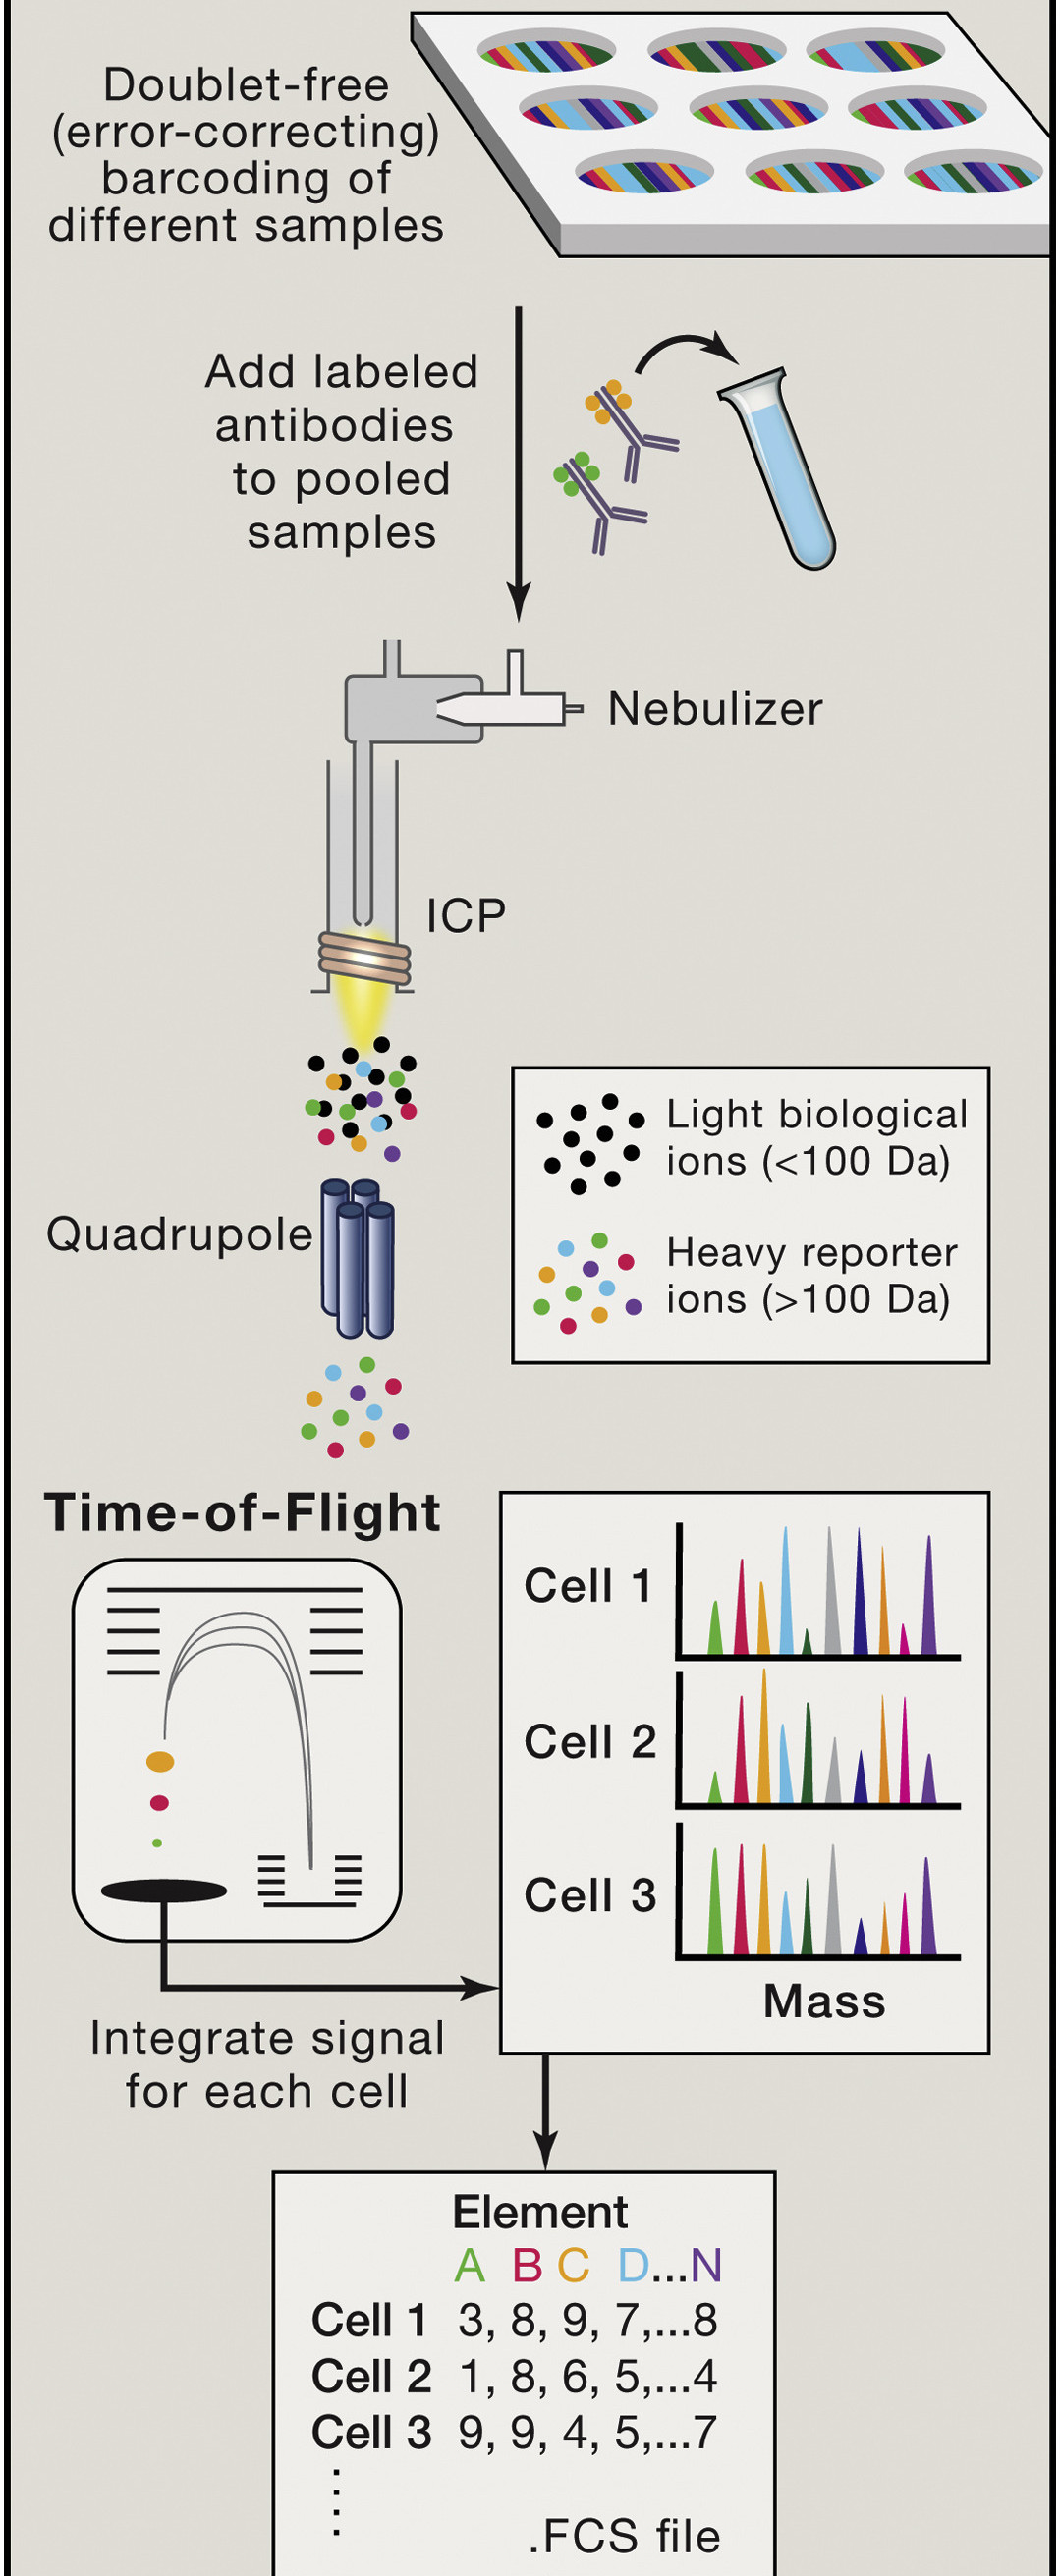 Doublet-free
(error-correcting)
barcoding of
different samples
Add labeled
antibodies
to pooled
samples
Nebulizer
ICP
Light biological
ions (<100 Da)
Quadrupole
Heavy reporter
ions (>100 Da)
Time-of-Flight
Cell 1
Cell 2
Cell 3
Mass
Integrate signal
for each cell
Element
A B C D...N
Cell 1 3, 8, 9, 7,...8
Cell 2 1, 8, 6, 5,...4
Cell 3 9, 9, 4, 5,...7
.FCS file